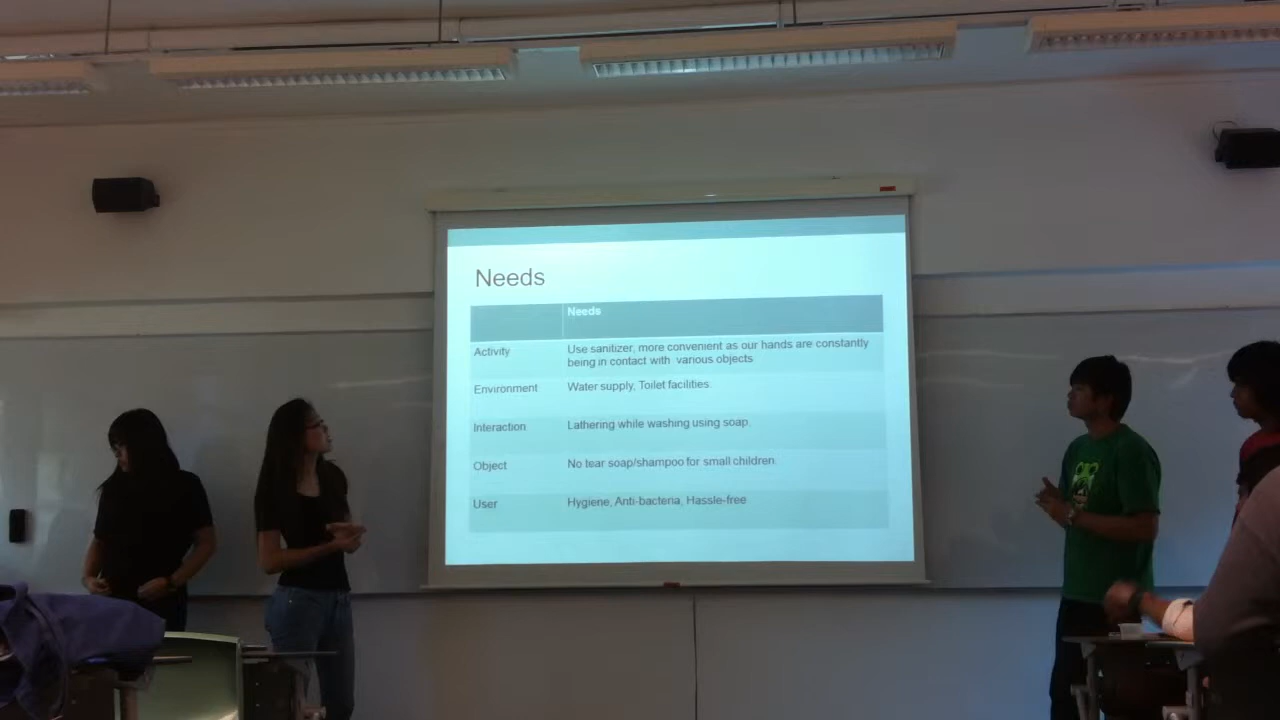 Needs
Needs
Activity
Use sanitizer, more convenient as our hands are constantly
being in contact with various objects
Environment
Water supply, Toilet facilities.
Interaction
Lathering while washing using soap.
Object
No tear soap/shampoo for small children.
User
Hygiene, Anti-bacteria, Hassle-free